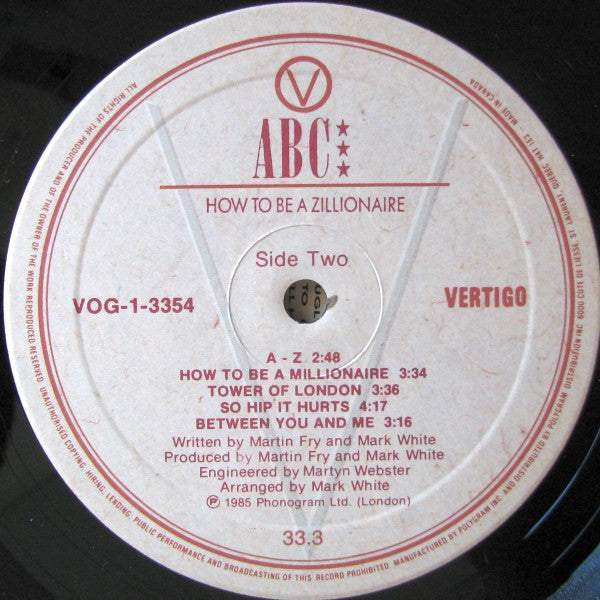 V
ABC
HOW TO BE A ZILLIONAIRE
Side Two
VOG-1-3354
VERTIGO
A - Z 2:48
HOW TO BE A MILLIONAIRE 3:34
TOWER OF LONDON 3:36
SO HIP IT HURTS 4:17
BETWEEN YOU AND ME 3:16
Written by Martin Fry and Mark White
Produced by Martin Fry and Mark White
Engineered by Martyn Webster
Arranged by Mark White
℗ 1985 Phonogram Ltd. (London)
33.3
ALL RIGHTS OF THE PRODUCER AND OF THE OWNER OF THE WORK REPRODUCED RESERVED. UNAUTHORISED COPYING, HIRING, LENDING, PUBLIC PERFORMANCE AND BROADCASTING OF THIS RECORD PROHIBITED. MANUFACTURED BY POLYGRAM INC AND DISTRIBUTED BY POLYGRAM DISTRIBUTION INC 6000 COTE DE LIESSE, ST LAURENT, QUEBEC, H4T 1E3 — MADE IN CANADA